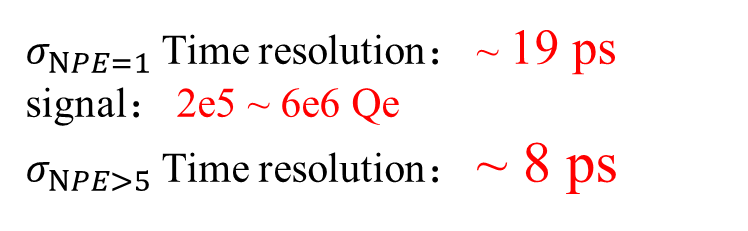 σNPE=1 Time resolution： ~ 19 ps
signal： 2e5 ~ 6e6 Qe
σNPE>5 Time resolution： ~ 8 ps